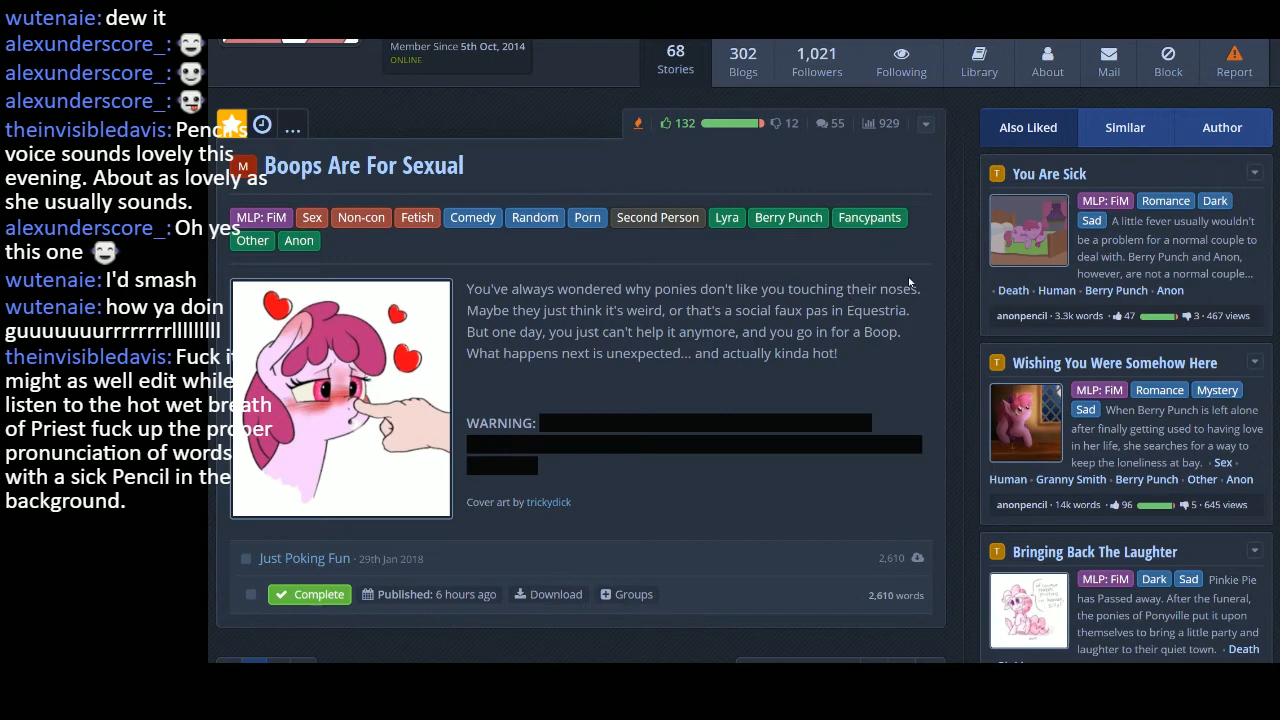 wutenaie: dew it
alexunderscore_:
alexunderscore_:
alexunderscore_:
theinvisibledavis: Pencil's
voice sounds lovely this
evening. About as lovely as
she usually sounds.
alexunderscore_: Oh yes
this one
wutenaie: I'd smash
wutenaie: how ya doin
guuuuuurrrrrrrrlllllllll
theinvisibledavis: Fuck it
might as well edit while
listen to the hot wet breath
of Priest fuck up the proper
pronunciation of words
with a sick Pencil in the
background.
Member Since 5th Oct, 2014
ONLINE
68
Stories
302
Blogs
1,021
Followers
Following
Library
About
Mail
Block
Report
...
132 12 55 929
M Boops Are For Sexual
MLP: FiM Sex Non-con Fetish Comedy Random Porn Second Person Lyra Berry Punch Fancypants
Other Anon
You've always wondered why ponies don't like you touching their noses.
Maybe they just think it's weird, or that's a social faux pas in Equestria.
But one day, you just can't help it anymore, and you go in for a Boop.
What happens next is unexpected... and actually kinda hot!
WARNING:
Cover art by trickydick
Just Poking Fun · 29th Jan 2018 2,610
Complete Published: 6 hours ago Download Groups 2,610 words
Also Liked Similar Author
T You Are Sick
MLP: FiM Romance Dark
Sad A little fever usually wouldn't
be a problem for a normal couple to
deal with. Berry Punch and Anon,
however, are not a normal couple...
· Death · Human · Berry Punch · Anon
anonpencil · 3.3k words · 47 3 · 467 views
T Wishing You Were Somehow Here
MLP: FiM Romance Mystery
Sad When Berry Punch is left alone
after finally getting used to having love
in her life, she searches for a way to
keep the loneliness at bay. · Sex ·
Human · Granny Smith · Berry Punch · Other · Anon
anonpencil · 14k words · 96 5 · 645 views
T Bringing Back The Laughter
MLP: FiM Dark Sad Pinkie Pie
has Passed away. After the funeral,
the ponies of Ponyville put it upon
themselves to bring a little party and
laughter to their quiet town. · Death